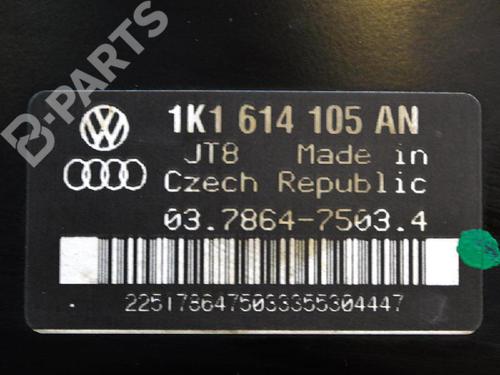 B-PARTS
1K1 614 105 AN
JT8 Made in
Czech Republic
03.7864-7503.4
2251786475033355304447